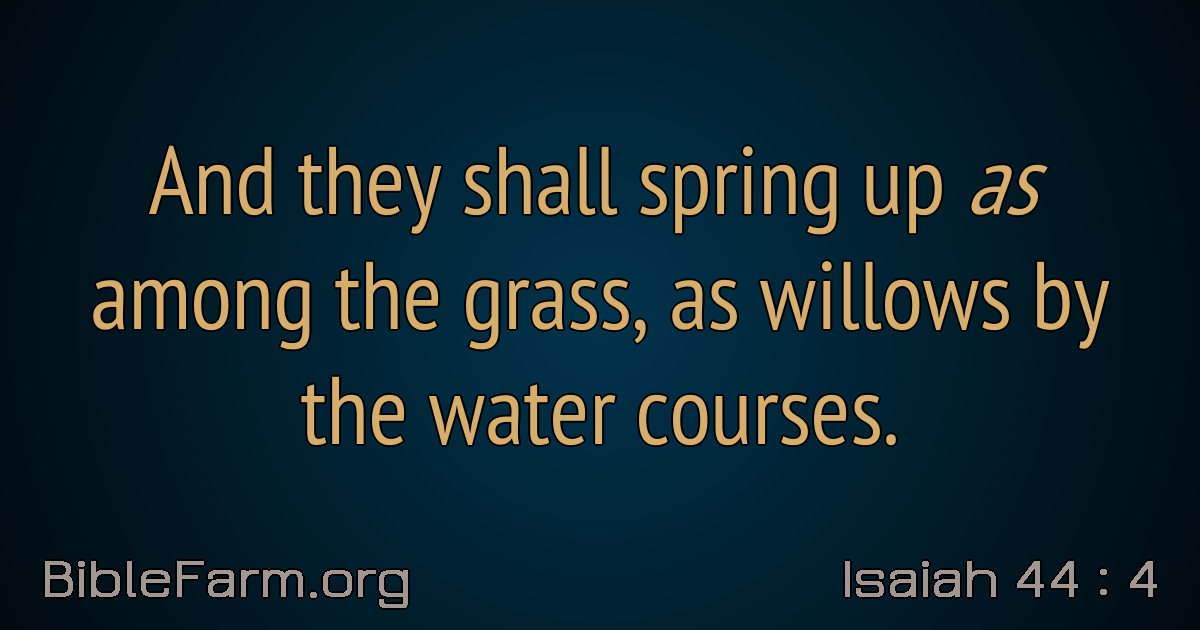 And they shall spring up as
among the grass, as willows by
the water courses.
BibleFarm.org
Isaiah 44 : 4